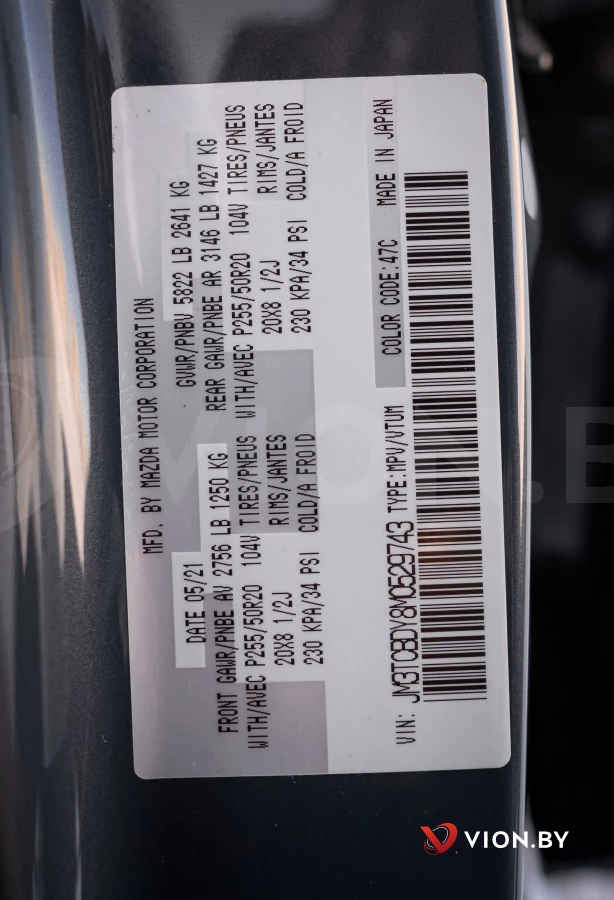 MFD. BY MAZDA MOTOR CORPORATION
DATE 05/21
GVWR/PNBV 5822 LB 2641 KG
FRONT GAWR/PNBE AV 2756 LB 1250 KG
REAR GAWR/PNBE AR 3146 LB 1427 KG
WITH/AVEC P255/50R20 104V TIRES/PNEUS
WITH/AVEC P255/50R20 104V TIRES/PNEUS
20X8 1/2J RIMS/JANTES
20X8 1/2J RIMS/JANTES
230 KPA/34 PSI COLD/A FROID
230 KPA/34 PSI COLD/A FROID
COLOR CODE:47C MADE IN JAPAN
VIN: JM3TCBDY8M0529743 TYPE:MPV/VTUM
VION.BY
VION.B